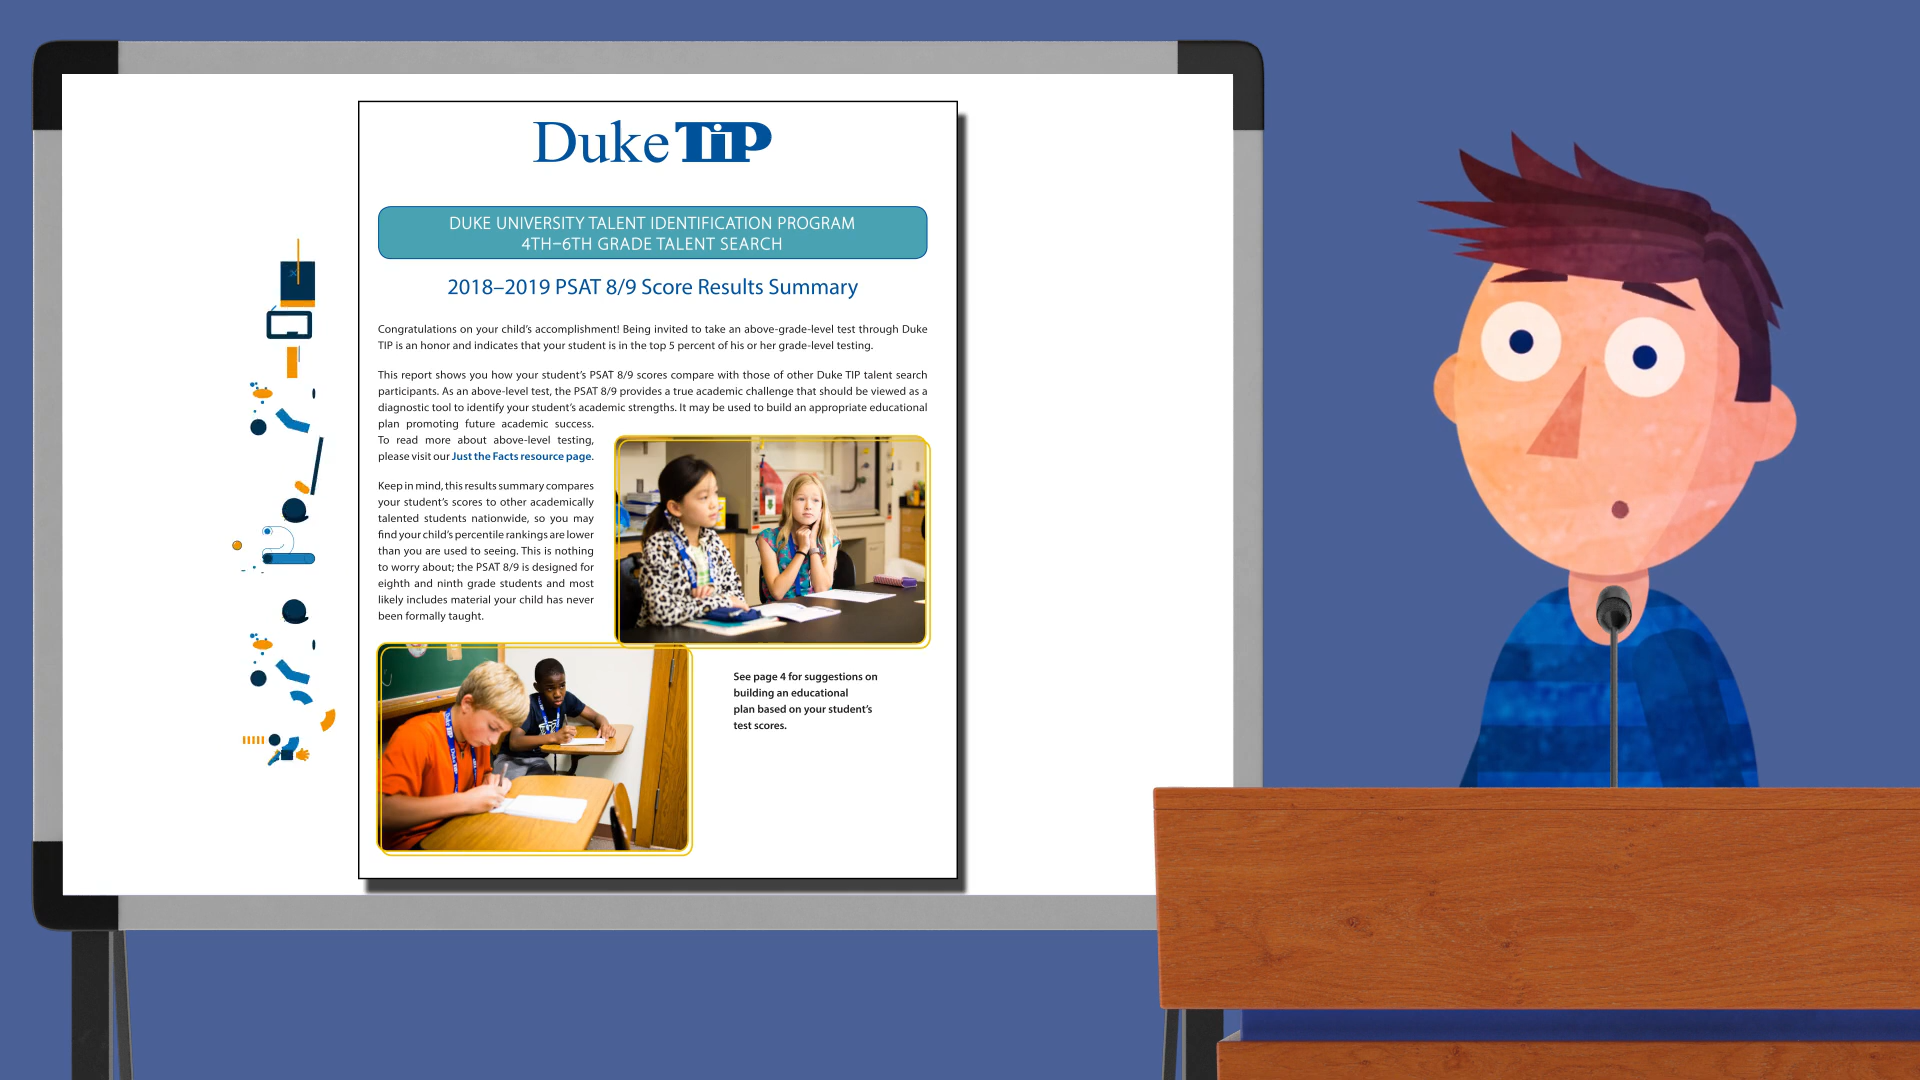 Duke TiP
DUKE UNIVERSITY TALENT IDENTIFICATION PROGRAM
4TH–6TH GRADE TALENT SEARCH
2018–2019 PSAT 8/9 Score Results Summary
Congratulations on your child's accomplishment! Being invited to take an above-grade-level test through Duke
TIP is an honor and indicates that your student is in the top 5 percent of his or her grade-level testing.
This report shows you how your student's PSAT 8/9 scores compare with those of other Duke TIP talent search
participants. As an above-level test, the PSAT 8/9 provides a true academic challenge that should be viewed as a
diagnostic tool to identify your student's academic strengths. It may be used to build an appropriate educational
plan promoting future academic success.
To read more about above-level testing,
please visit our Just the Facts resource page.
Keep in mind, this results summary compares
your student's scores to other academically
talented students nationwide, so you may
find your child's percentile rankings are lower
than you are used to seeing. This is nothing
to worry about; the PSAT 8/9 is designed for
eighth and ninth grade students and most
likely includes material your child has never
been formally taught.
See page 4 for suggestions on
building an educational
plan based on your student's
test scores.